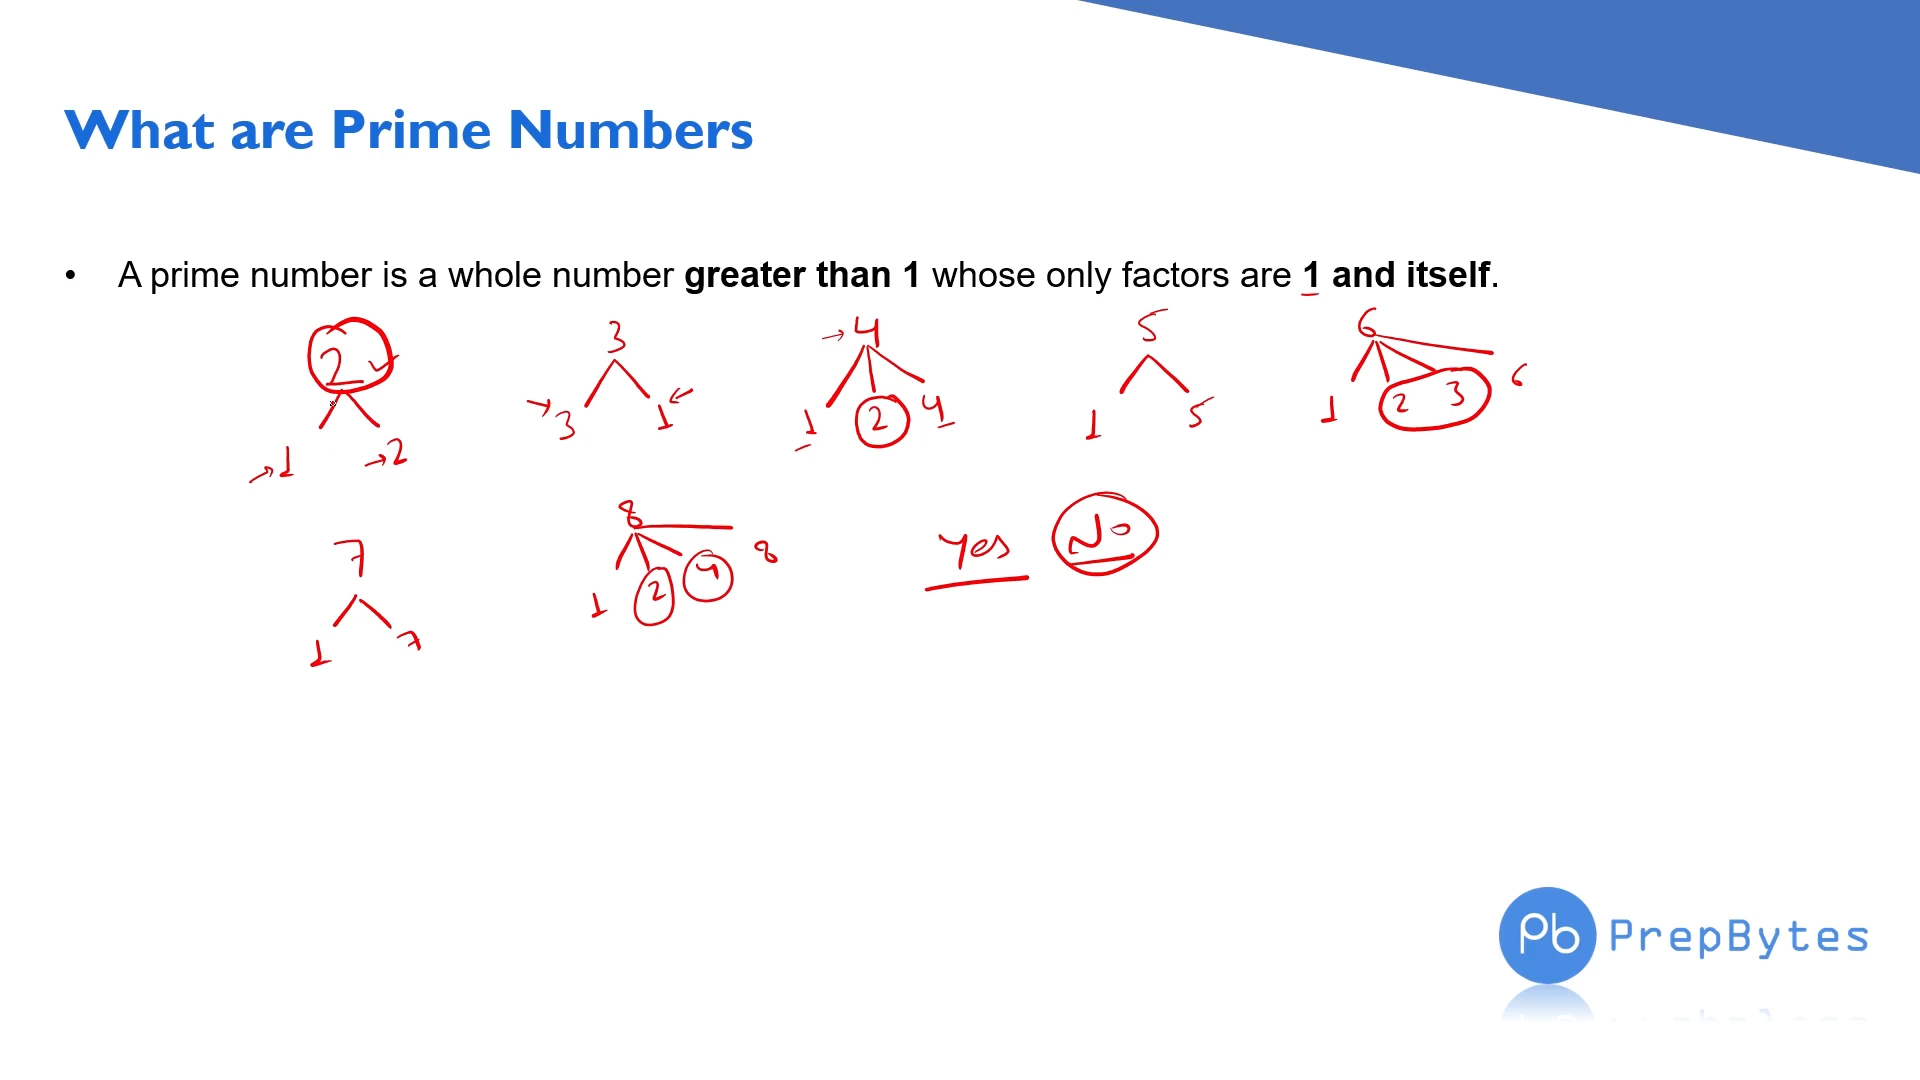 What are Prime Numbers
• A prime number is a whole number greater than 1 whose only factors are 1 and itself.
2 3 →4 5 6
→3 1← 1 2 4 1 5 1 2 3 6
→1 →2
7 8 Yes No
1 2 4 8
1 7
Pb PrepBytes